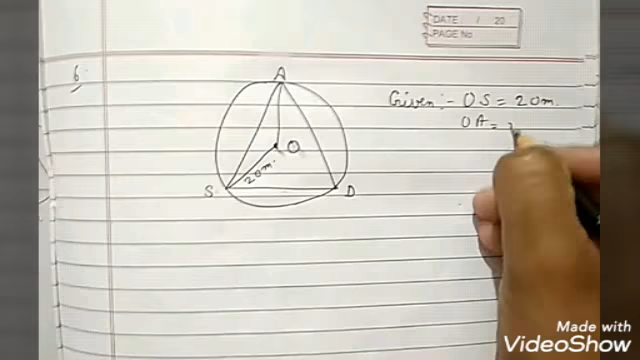 DATE / 20
PAGE No
6.
A
Given :- OS = 20m.
OA =
O
20m.
S
D
Made with
VideoShow